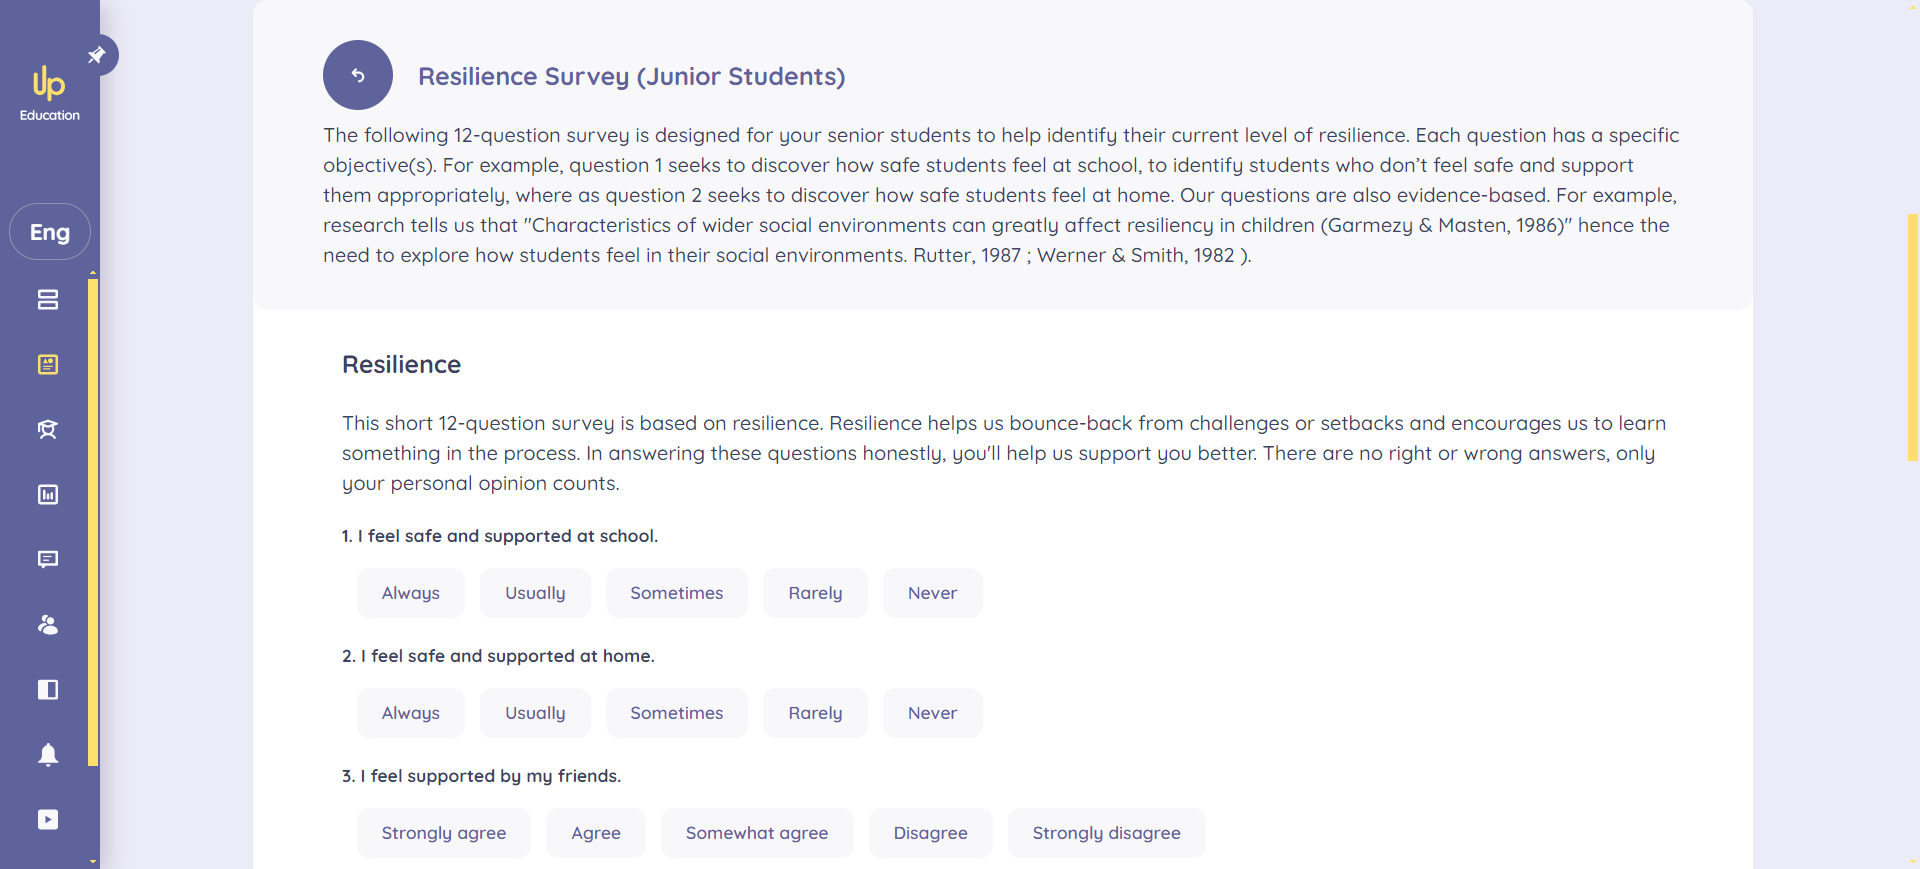 Up
Education
Eng
Resilience Survey (Junior Students)
The following 12-question survey is designed for your senior students to help identify their current level of resilience. Each question has a specific
objective(s). For example, question 1 seeks to discover how safe students feel at school, to identify students who don’t feel safe and support
them appropriately, where as question 2 seeks to discover how safe students feel at home. Our questions are also evidence-based. For example,
research tells us that "Characteristics of wider social environments can greatly affect resiliency in children (Garmezy & Masten, 1986)" hence the
need to explore how students feel in their social environments. Rutter, 1987 ; Werner & Smith, 1982 ).
Resilience
This short 12-question survey is based on resilience. Resilience helps us bounce-back from challenges or setbacks and encourages us to learn
something in the process. In answering these questions honestly, you'll help us support you better. There are no right or wrong answers, only
your personal opinion counts.
1. I feel safe and supported at school.
Always Usually Sometimes Rarely Never
2. I feel safe and supported at home.
Always Usually Sometimes Rarely Never
3. I feel supported by my friends.
Strongly agree Agree Somewhat agree Disagree Strongly disagree